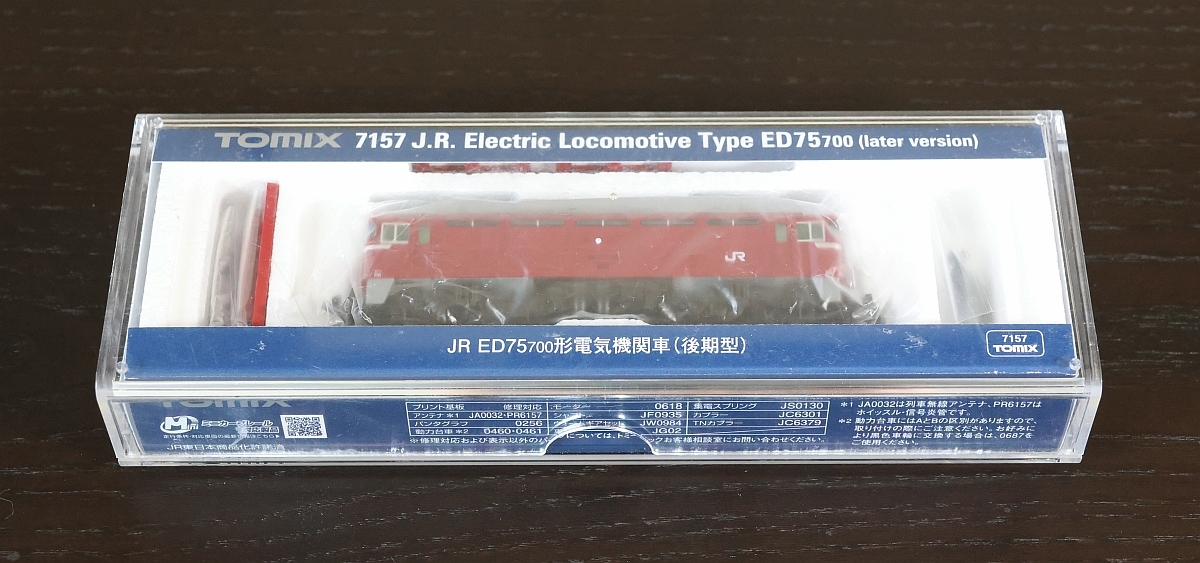 TOMIX 7157 J.R. Electric Locomotive Type ED75700 (later version)
JR
JR ED75700形電気機関車(後期型)
7157
TOMIX
TOMIX
プリント基板 修理対応 モーター 0618 集電スプリング JS0130
アンテナ※1 JA0032・PR6157 JF0935 カプラー JC6301
パンタグラフ 0256 JW0984 TNカプラー JC6379
動力台車※2 0460・0461 JG02
※修理対応および表示以外の については、トミー ックお客様相談室にお問い合わせください。
※1 JA0032は列車無線アンテナ、PR6157は
ホイッスル・信号炎管です。
※2 動力台車にはAとBの区別がありますので、
取り付けの際にご注意ください。お好みに
より黒色車輪に交換する場合は、0687を
ご使用ください。
JR東日本商品化許諾済